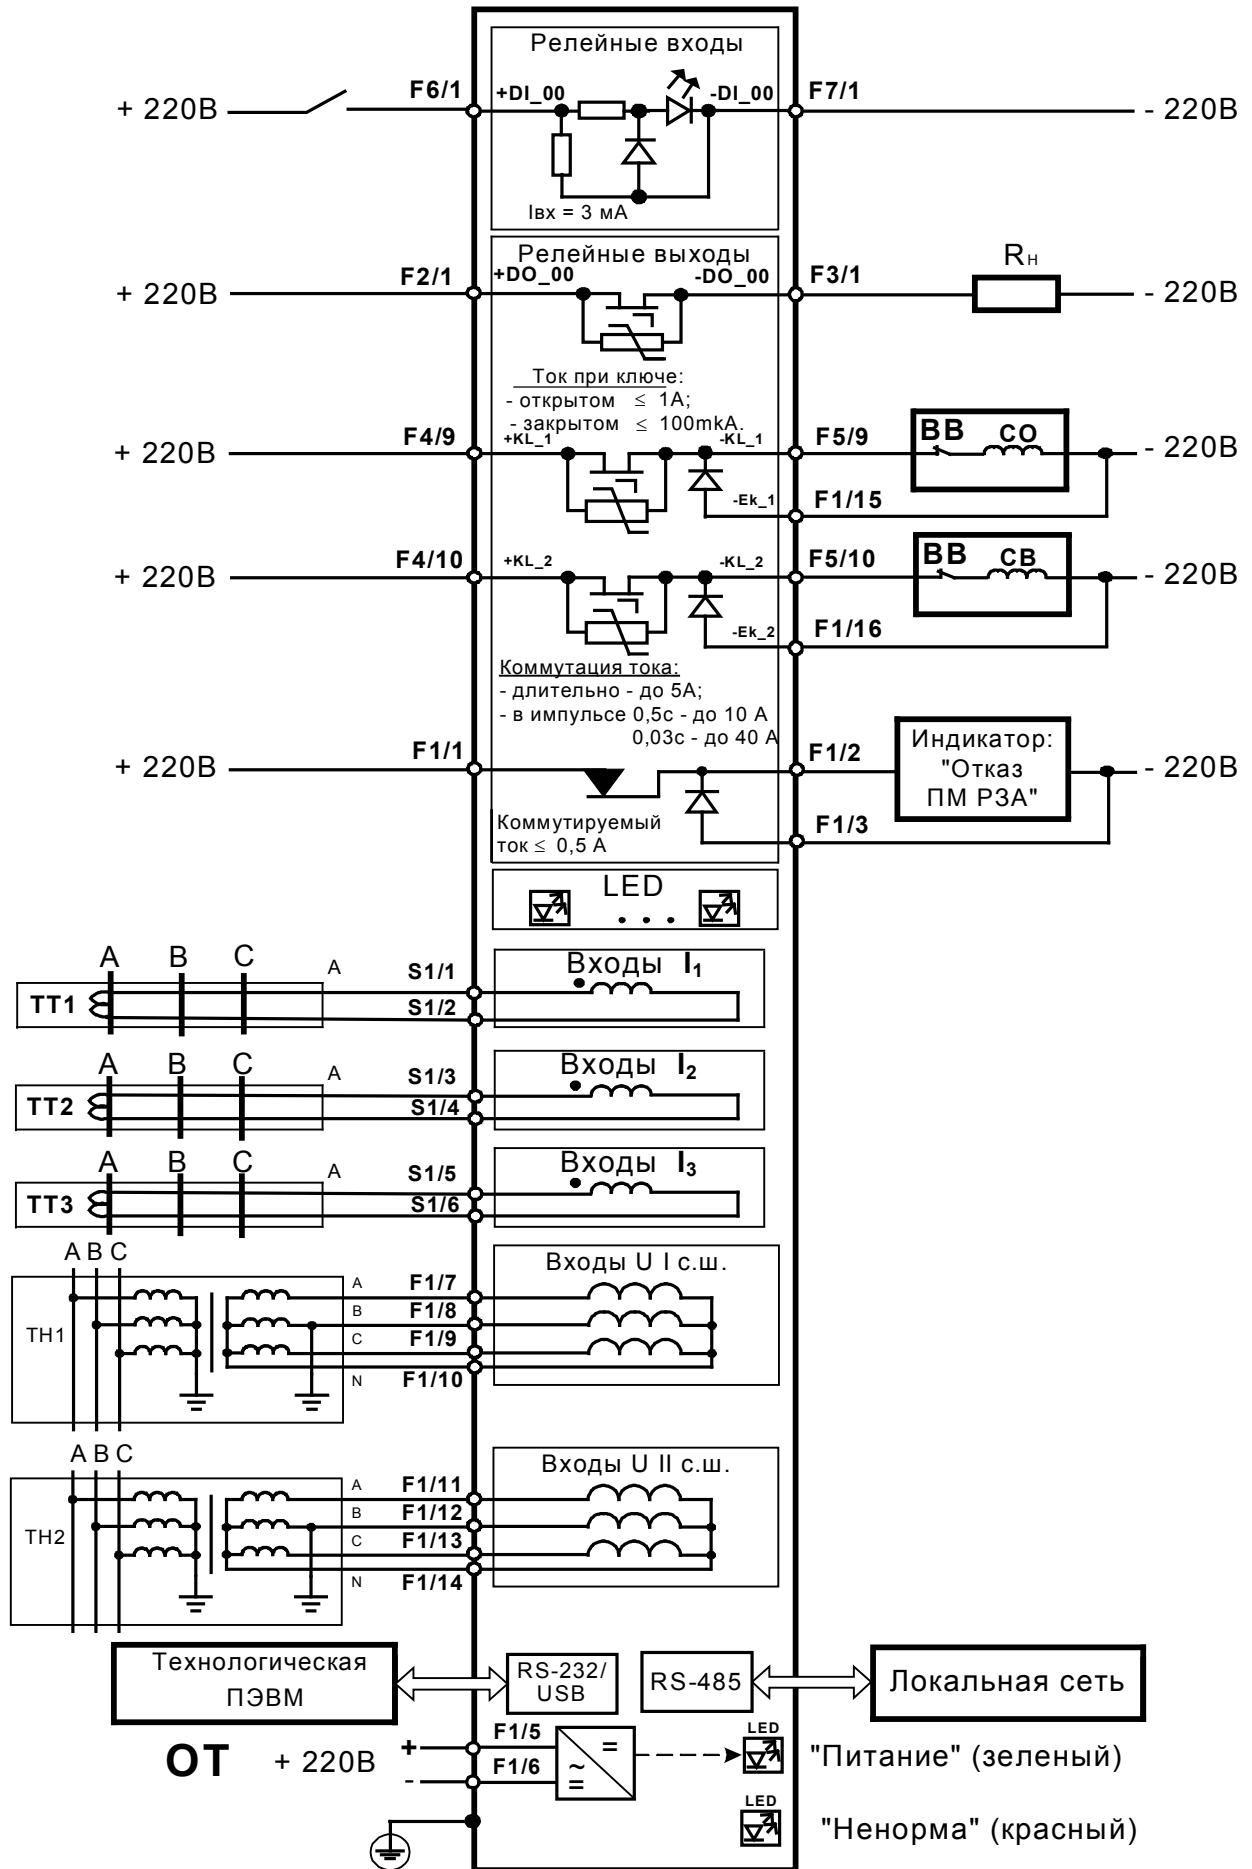 Релейные входы
+ 220В
F6/1
+DI_00
-DI_00
F7/1
- 220В
Iвх = 3 мА
Релейные выходы
+ 220В
F2/1
+DO_00
-DO_00
F3/1
Rн
- 220В
Ток при ключе:
- открытом ≤ 1А;
- закрытом ≤ 100mkА.
+ 220В
F4/9
+KL_1
-KL_1
F5/9
ВВ
СО
- 220В
-Ek_1
F1/15
+ 220В
F4/10
+KL_2
-KL_2
F5/10
ВВ
СВ
- 220В
-Ek_2
F1/16
Коммутация тока:
- длительно - до 5А;
- в импульсе 0,5с - до 10 А
0,03с - до 40 А
+ 220В
F1/1
F1/2
Индикатор:
"Отказ
ПМ РЗА"
- 220В
F1/3
Коммутируемый
ток ≤ 0,5 А
LED
. . .
A B C
A
S1/1
Входы I₁
ТТ1
S1/2
A B C
A
S1/3
Входы I₂
ТТ2
S1/4
A B C
A
S1/5
Входы I₃
ТТ3
S1/6
A B C
Входы U I с.ш.
A
F1/7
B
F1/8
ТН1
C
F1/9
N
F1/10
A B C
Входы U II с.ш.
A
F1/11
B
F1/12
ТН2
C
F1/13
N
F1/14
Технологическая
ПЭВМ
RS-232/
USB
RS-485
Локальная сеть
ОТ
+ 220В
+
F1/5
=
-
F1/6
~
=
LED
"Питание" (зеленый)
LED
"Ненорма" (красный)